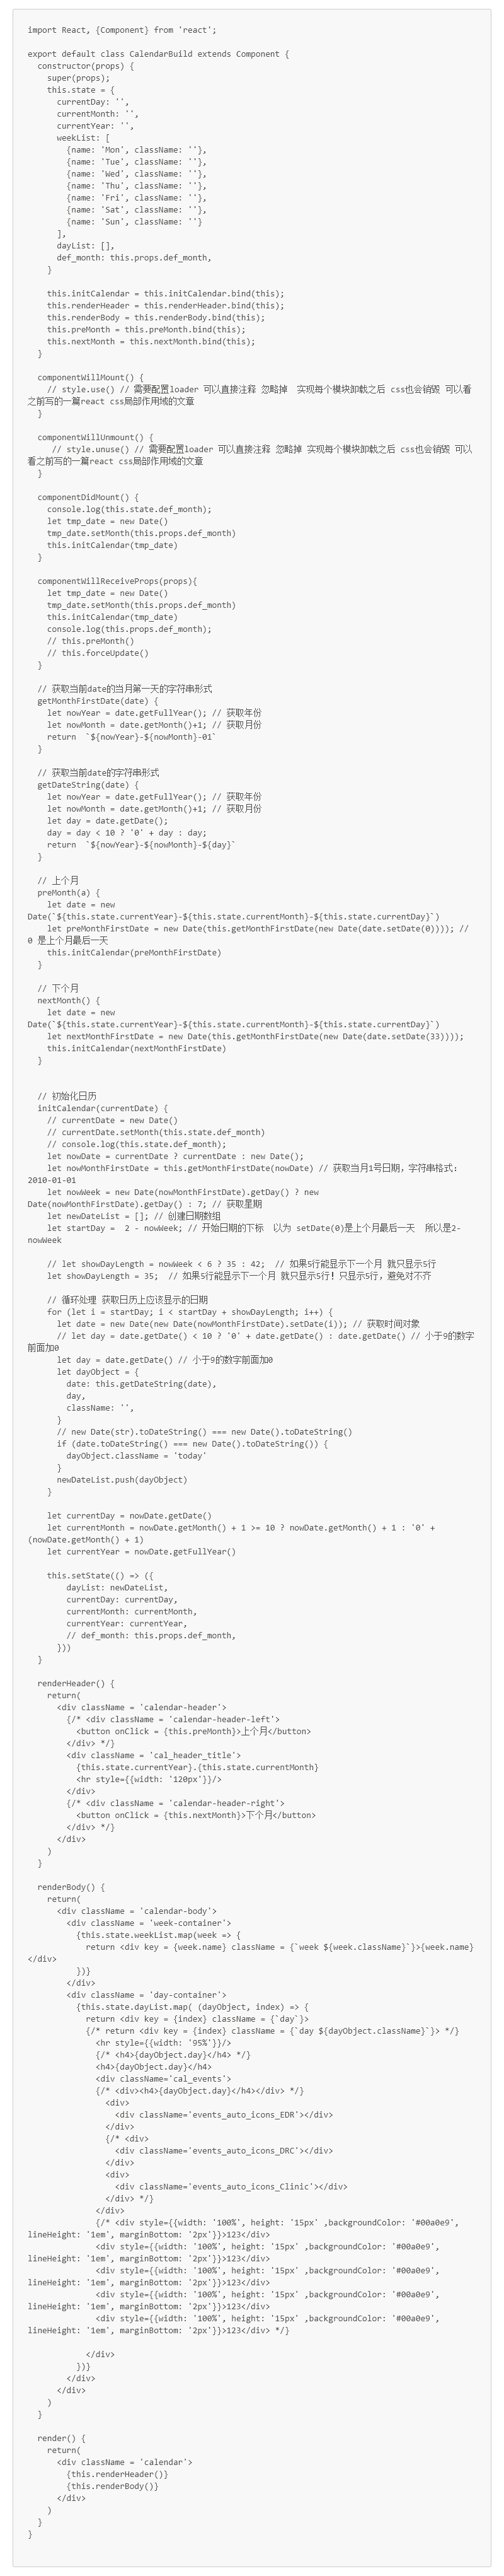 import React, {Component} from 'react';

export default class CalendarBuild extends Component {
  constructor(props) {
    super(props);
    this.state = {
      currentDay: '',
      currentMonth: '',
      currentYear: '',
      weekList: [
        {name: 'Mon', className: ''},
        {name: 'Tue', className: ''},
        {name: 'Wed', className: ''},
        {name: 'Thu', className: ''},
        {name: 'Fri', className: ''},
        {name: 'Sat', className: ''},
        {name: 'Sun', className: ''}
      ],
      dayList: [],
      def_month: this.props.def_month,
    }

    this.initCalendar = this.initCalendar.bind(this);
    this.renderHeader = this.renderHeader.bind(this);
    this.renderBody = this.renderBody.bind(this);
    this.preMonth = this.preMonth.bind(this);
    this.nextMonth = this.nextMonth.bind(this);
  }

  componentWillMount() {
    // style.use() // 需要配置loader 可以直接注释 忽略掉  实现每个模块卸载之后 css也会销毁 可以看
之前写的一篇react css局部作用域的文章
  }

  componentWillUnmount() {
     // style.unuse() // 需要配置loader 可以直接注释 忽略掉 实现每个模块卸载之后 css也会销毁 可以
看之前写的一篇react css局部作用域的文章
  }

  componentDidMount() {
    console.log(this.state.def_month);
    let tmp_date = new Date()
    tmp_date.setMonth(this.props.def_month)
    this.initCalendar(tmp_date)
  }

  componentWillReceiveProps(props){
    let tmp_date = new Date()
    tmp_date.setMonth(this.props.def_month)
    this.initCalendar(tmp_date)
    console.log(this.props.def_month);
    // this.preMonth()
    // this.forceUpdate()
  }

  // 获取当前date的当月第一天的字符串形式
  getMonthFirstDate(date) {
    let nowYear = date.getFullYear(); // 获取年份
    let nowMonth = date.getMonth()+1; // 获取月份
    return  `${nowYear}-${nowMonth}-01`
  }

  // 获取当前date的字符串形式
  getDateString(date) {
    let nowYear = date.getFullYear(); // 获取年份
    let nowMonth = date.getMonth()+1; // 获取月份
    let day = date.getDate();
    day = day < 10 ? '0' + day : day;
    return  `${nowYear}-${nowMonth}-${day}`
  }

  // 上个月
  preMonth(a) {
    let date = new
Date(`${this.state.currentYear}-${this.state.currentMonth}-${this.state.currentDay}`)
    let preMonthFirstDate = new Date(this.getMonthFirstDate(new Date(date.setDate(0)))); //
0 是上个月最后一天
    this.initCalendar(preMonthFirstDate)
  }

  // 下个月
  nextMonth() {
    let date = new
Date(`${this.state.currentYear}-${this.state.currentMonth}-${this.state.currentDay}`)
    let nextMonthFirstDate = new Date(this.getMonthFirstDate(new Date(date.setDate(33))));
    this.initCalendar(nextMonthFirstDate)
  }


  // 初始化日历
  initCalendar(currentDate) {
    // currentDate = new Date()
    // currentDate.setMonth(this.state.def_month)
    // console.log(this.state.def_month);
    let nowDate = currentDate ? currentDate : new Date();
    let nowMonthFirstDate = this.getMonthFirstDate(nowDate) // 获取当月1号日期，字符串格式：
2010-01-01
    let nowWeek = new Date(nowMonthFirstDate).getDay() ? new
Date(nowMonthFirstDate).getDay() : 7; // 获取星期
    let newDateList = []; // 创建日期数组
    let startDay =  2 - nowWeek; // 开始日期的下标  以为 setDate(0)是上个月最后一天  所以是2-
nowWeek

    // let showDayLength = nowWeek < 6 ? 35 : 42;  // 如果5行能显示下一个月 就只显示5行
    let showDayLength = 35;  // 如果5行能显示下一个月 就只显示5行！只显示5行，避免对不齐

    // 循环处理 获取日历上应该显示的日期
    for (let i = startDay; i < startDay + showDayLength; i++) {
      let date = new Date(new Date(nowMonthFirstDate).setDate(i)); // 获取时间对象
      // let day = date.getDate() < 10 ? '0' + date.getDate() : date.getDate() // 小于9的数字
前面加0
      let day = date.getDate() // 小于9的数字前面加0
      let dayObject = {
        date: this.getDateString(date),
        day,
        className: '',
      }
      // new Date(str).toDateString() === new Date().toDateString()
      if (date.toDateString() === new Date().toDateString()) {
        dayObject.className = 'today'
      }
      newDateList.push(dayObject)
    }

    let currentDay = nowDate.getDate()
    let currentMonth = nowDate.getMonth() + 1 >= 10 ? nowDate.getMonth() + 1 : '0' +
(nowDate.getMonth() + 1)
    let currentYear = nowDate.getFullYear()

    this.setState(() => ({
        dayList: newDateList,
        currentDay: currentDay,
        currentMonth: currentMonth,
        currentYear: currentYear,
        // def_month: this.props.def_month,
      }))
  }

  renderHeader() {
    return(
      <div className = 'calendar-header'>
        {/* <div className = 'calendar-header-left'>
          <button onClick = {this.preMonth}>上个月</button>
        </div> */}
        <div className = 'cal_header_title'>
          {this.state.currentYear}.{this.state.currentMonth}
          <hr style={{width: '120px'}}/>
        </div>
        {/* <div className = 'calendar-header-right'>
          <button onClick = {this.nextMonth}>下个月</button>
        </div> */}
      </div>
    )
  }

  renderBody() {
    return(
      <div className = 'calendar-body'>
        <div className = 'week-container'>
          {this.state.weekList.map(week => {
            return <div key = {week.name} className = {`week ${week.className}`}>{week.name}
</div>
          })}
        </div>
        <div className = 'day-container'>
          {this.state.dayList.map( (dayObject, index) => {
            return <div key = {index} className = {`day`}>
            {/* return <div key = {index} className = {`day ${dayObject.className}`}> */}
              <hr style={{width: '95%'}}/>
              {/* <h4>{dayObject.day}</h4> */}
              <h4>{dayObject.day}</h4>
              <div className='cal_events'>
              {/* <div><h4>{dayObject.day}</h4></div> */}
                <div>
                  <div className='events_auto_icons_EDR'></div>
                </div>
                {/* <div>
                  <div className='events_auto_icons_DRC'></div>
                </div>
                <div>
                  <div className='events_auto_icons_Clinic'></div>
                </div> */}
              </div>
              {/* <div style={{width: '100%', height: '15px' ,backgroundColor: '#00a0e9',
lineHeight: '1em', marginBottom: '2px'}}>123</div>
              <div style={{width: '100%', height: '15px' ,backgroundColor: '#00a0e9',
lineHeight: '1em', marginBottom: '2px'}}>123</div>
              <div style={{width: '100%', height: '15px' ,backgroundColor: '#00a0e9',
lineHeight: '1em', marginBottom: '2px'}}>123</div>
              <div style={{width: '100%', height: '15px' ,backgroundColor: '#00a0e9',
lineHeight: '1em', marginBottom: '2px'}}>123</div>
              <div style={{width: '100%', height: '15px' ,backgroundColor: '#00a0e9',
lineHeight: '1em', marginBottom: '2px'}}>123</div> */}

            </div>
          })}
        </div>
      </div>
    )
  }

  render() {
    return(
      <div className = 'calendar'>
        {this.renderHeader()}
        {this.renderBody()}
      </div>
    )
  }
}